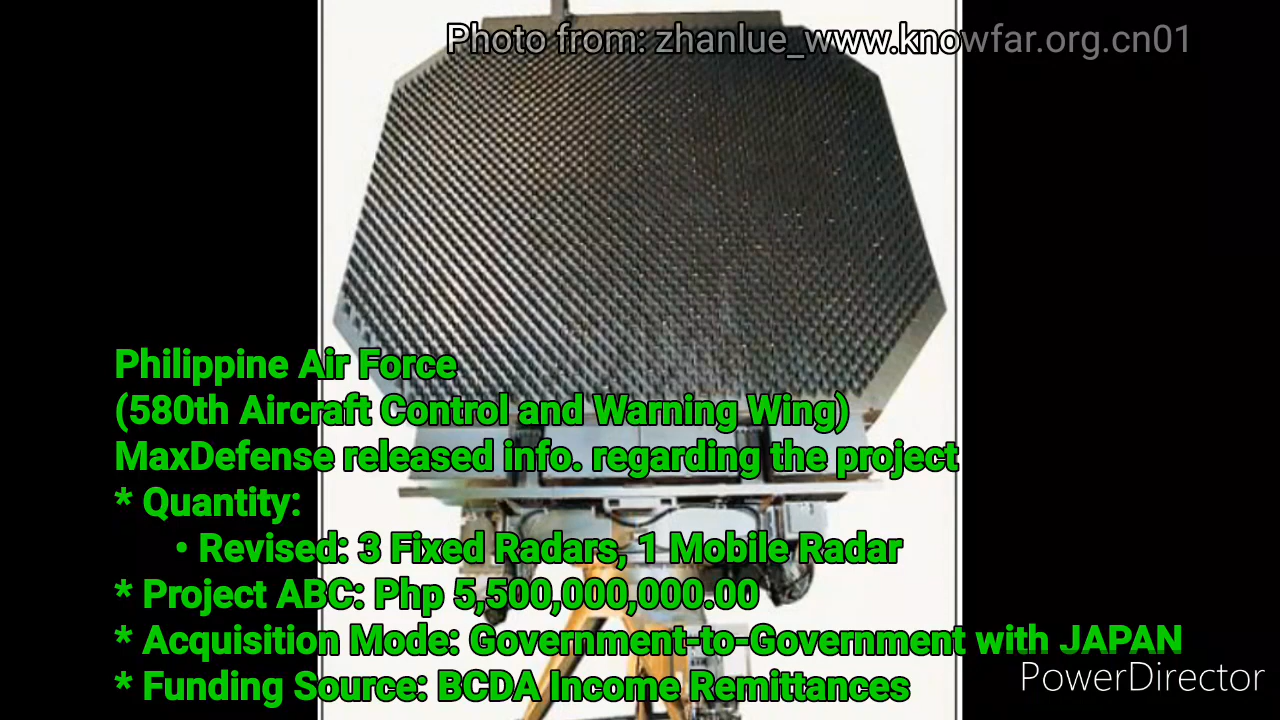 Photo from: zhanlue_www.knowfar.org.cn01
Philippine Air Force
(580th Aircraft Control and Warning Wing)
MaxDefense released info. regarding the project
* Quantity:
• Revised: 3 Fixed Radars, 1 Mobile Radar
* Project ABC: Php 5,500,000,000.00
* Acquisition Mode: Government-to-Government with JAPAN
* Funding Source: BCDA Income Remittances
PowerDirector